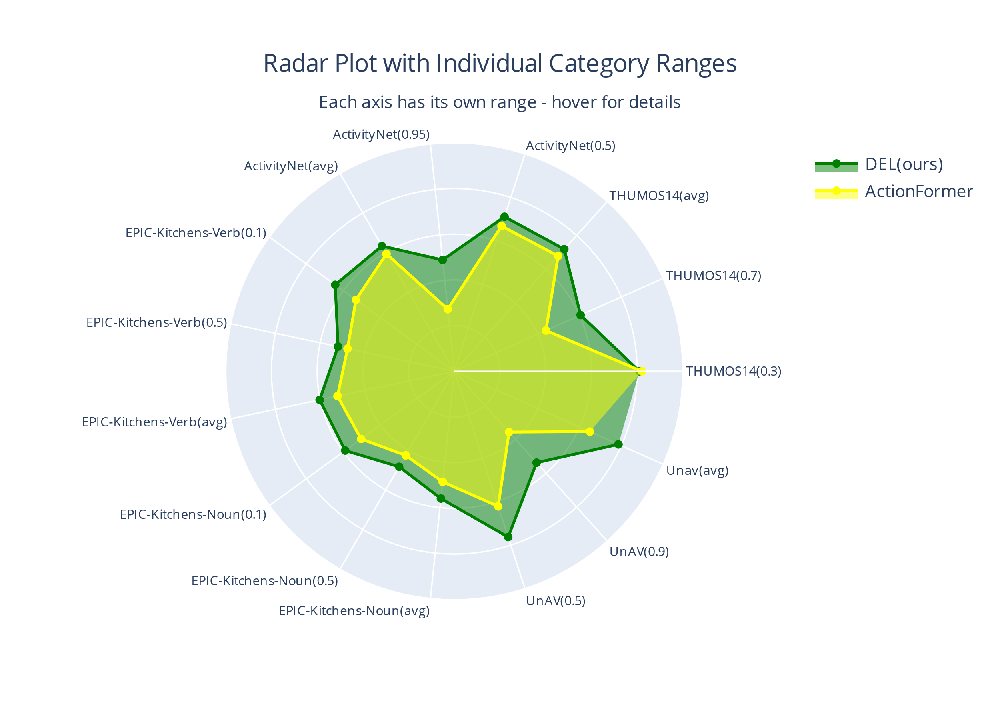 Radar Plot with Individual Category Ranges
Each axis has its own range - hover for details
ActivityNet(0.95)
ActivityNet(0.5)
ActivityNet(avg)
THUMOS14(avg)
EPIC-Kitchens-Verb(0.1)
THUMOS14(0.7)
EPIC-Kitchens-Verb(0.5)
THUMOS14(0.3)
EPIC-Kitchens-Verb(avg)
Unav(avg)
EPIC-Kitchens-Noun(0.1)
UnAV(0.9)
EPIC-Kitchens-Noun(0.5)
UnAV(0.5)
EPIC-Kitchens-Noun(avg)
DEL(ours)
ActionFormer